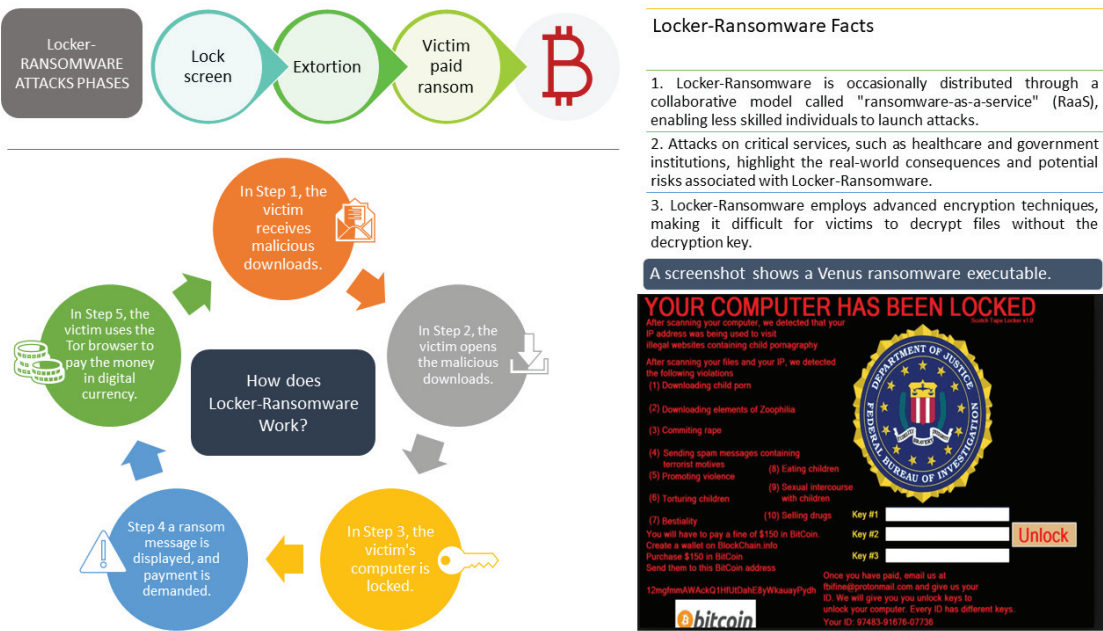 Locker-
RANSOMWARE
ATTACKS PHASES
Lock
screen
Extortion
Victim
paid
ransom
In Step 1, the
victim
receives
malicious
downloads.
In Step 2, the
victim opens
the malicious
downloads.
In Step 3, the
victim's
computer is
locked.
Step 4 a ransom
message is
displayed, and
payment is
demanded.
In Step 5, the
victim uses the
Tor browser to
pay the money
in digital
currency.
How does
Locker-Ransomware
Work?
Locker-Ransomware Facts
1. Locker-Ransomware is occasionally distributed through a
collaborative model called "ransomware-as-a-service" (RaaS),
enabling less skilled individuals to launch attacks.
2. Attacks on critical services, such as healthcare and government
institutions, highlight the real-world consequences and potential
risks associated with Locker-Ransomware.
3. Locker-Ransomware employs advanced encryption techniques,
making it difficult for victims to decrypt files without the
decryption key.
A screenshot shows a Venus ransomware executable.
YOUR COMPUTER HAS BEEN LOCKED
Scotch Tape Locker v1.0
After scanning your computer, we detected that your
IP address was being used to visit
illegal websites containing child pornagraphy
After scanning your files and your IP, we detected
the following violations
(1) Downloading child porn
(2) Downloading elements of Zoophilia
(3) Commiting rape
(4) Sending spam messages containing
terrorist motives
(5) Promoting violence
(6) Torturing children
(7) Bestiality
(8) Eating children
(9) Sexual intercourse
with children
(10) Selling drugs
DEPARTMENT OF JUSTICE
FEDERAL BUREAU OF INVESTIGATION
FIDELITY BRAVERY INTEGRITY
Key #1
Key #2
Key #3
Unlock
You will have to pay a fine of $150 in BitCoin.
Create a wallet on BlockChain.info
Purchase $150 in BitCoin
Send them to this BitCoin address
bitcoin
Once you have paid, email us at
fbifine@protonmail.com and give us your
ID. We will give you you unlock keys to
unlock your computer. Every ID has different keys.
Your ID: 97483-91676-07736